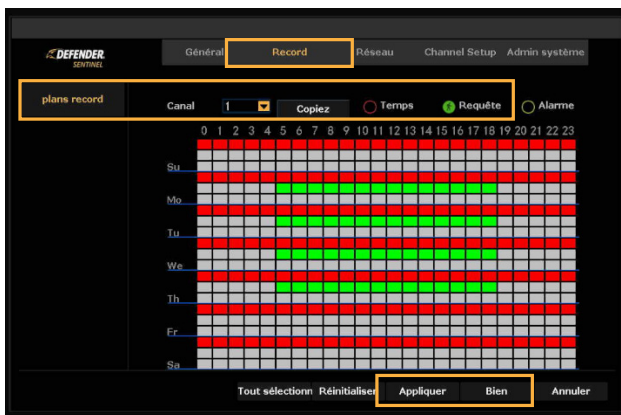 DEFENDER
SENTINEL
Général Record Réseau Channel Setup Admin système
plans record
Canal 1 Copiez Temps Requête Alarme
0 1 2 3 4 5 6 7 8 9 10 11 12 13 14 15 16 17 18 19 20 21 22 23
Su
Mo
Tu
We
Th
Fr
Sa
Tout sélectionn Réinitialiser Appliquer Bien Annuler